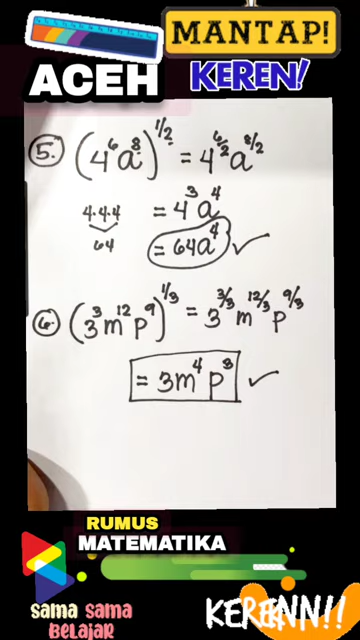 MANTAP!
ACEH KEREN!
5. (4⁶a⁸)^1/2 = 4^6/2 a^8/2
4·4·4 = 4³a⁴
64 = 64a⁴
6. (3³m¹²p⁹)^1/3 = 3^3/3 m^12/3 p^9/3
= 3m⁴p³
RUMUS
MATEMATIKA
sama sama
BELAJAR
KERENN!!